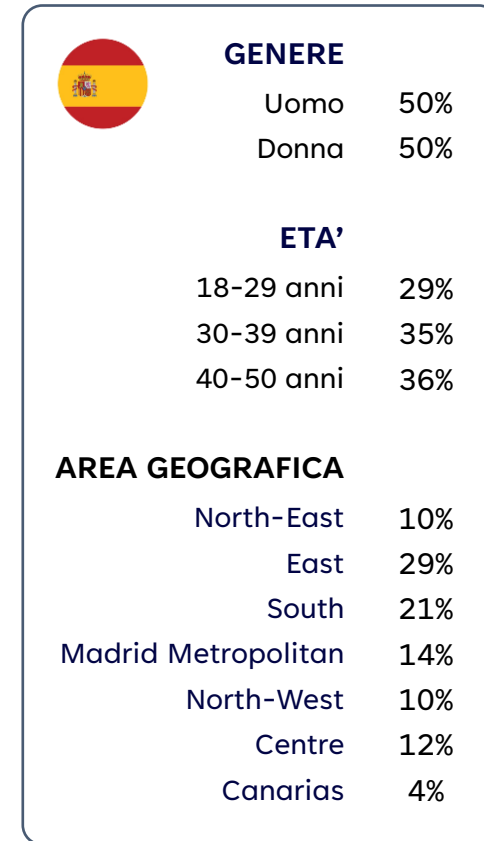 GENERE
Uomo 50%
Donna 50%
ETA’
18-29 anni 29%
30-39 anni 35%
40-50 anni 36%
AREA GEOGRAFICA
North-East 10%
East 29%
South 21%
Madrid Metropolitan 14%
North-West 10%
Centre 12%
Canarias 4%